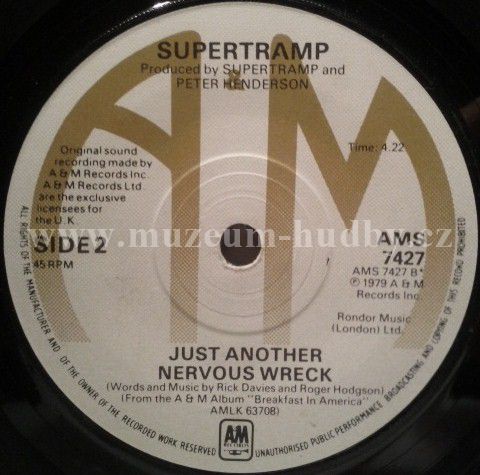 SUPERTRAMP
Produced by SUPERTRAMP and
PETER HENDERSON
Original sound
recording made by
A & M Records Inc.
A & M Records Ltd.
are the exclusive
licensees for
the U.K.
Time: 4.22
www.muzeum-hudby.cz
SIDE 2
45 RPM
AMS
7427
AMS 7427 B*
℗ 1979 A & M
Records Inc.
Rondor Music
(London) Ltd.
JUST ANOTHER
NERVOUS WRECK
(Words and Music by Rick Davies and Roger Hodgson)
(From the A & M Album "Breakfast In America"
AMLK 63708)
A&M
RECORDS
ALL RIGHTS OF THE MANUFACTURER AND OF THE OWNER OF THE RECORDED WORK RESERVED
UNAUTHORISED PUBLIC PERFORMANCE BROADCASTING AND COPYING OF THIS RECORD PROHIBITED